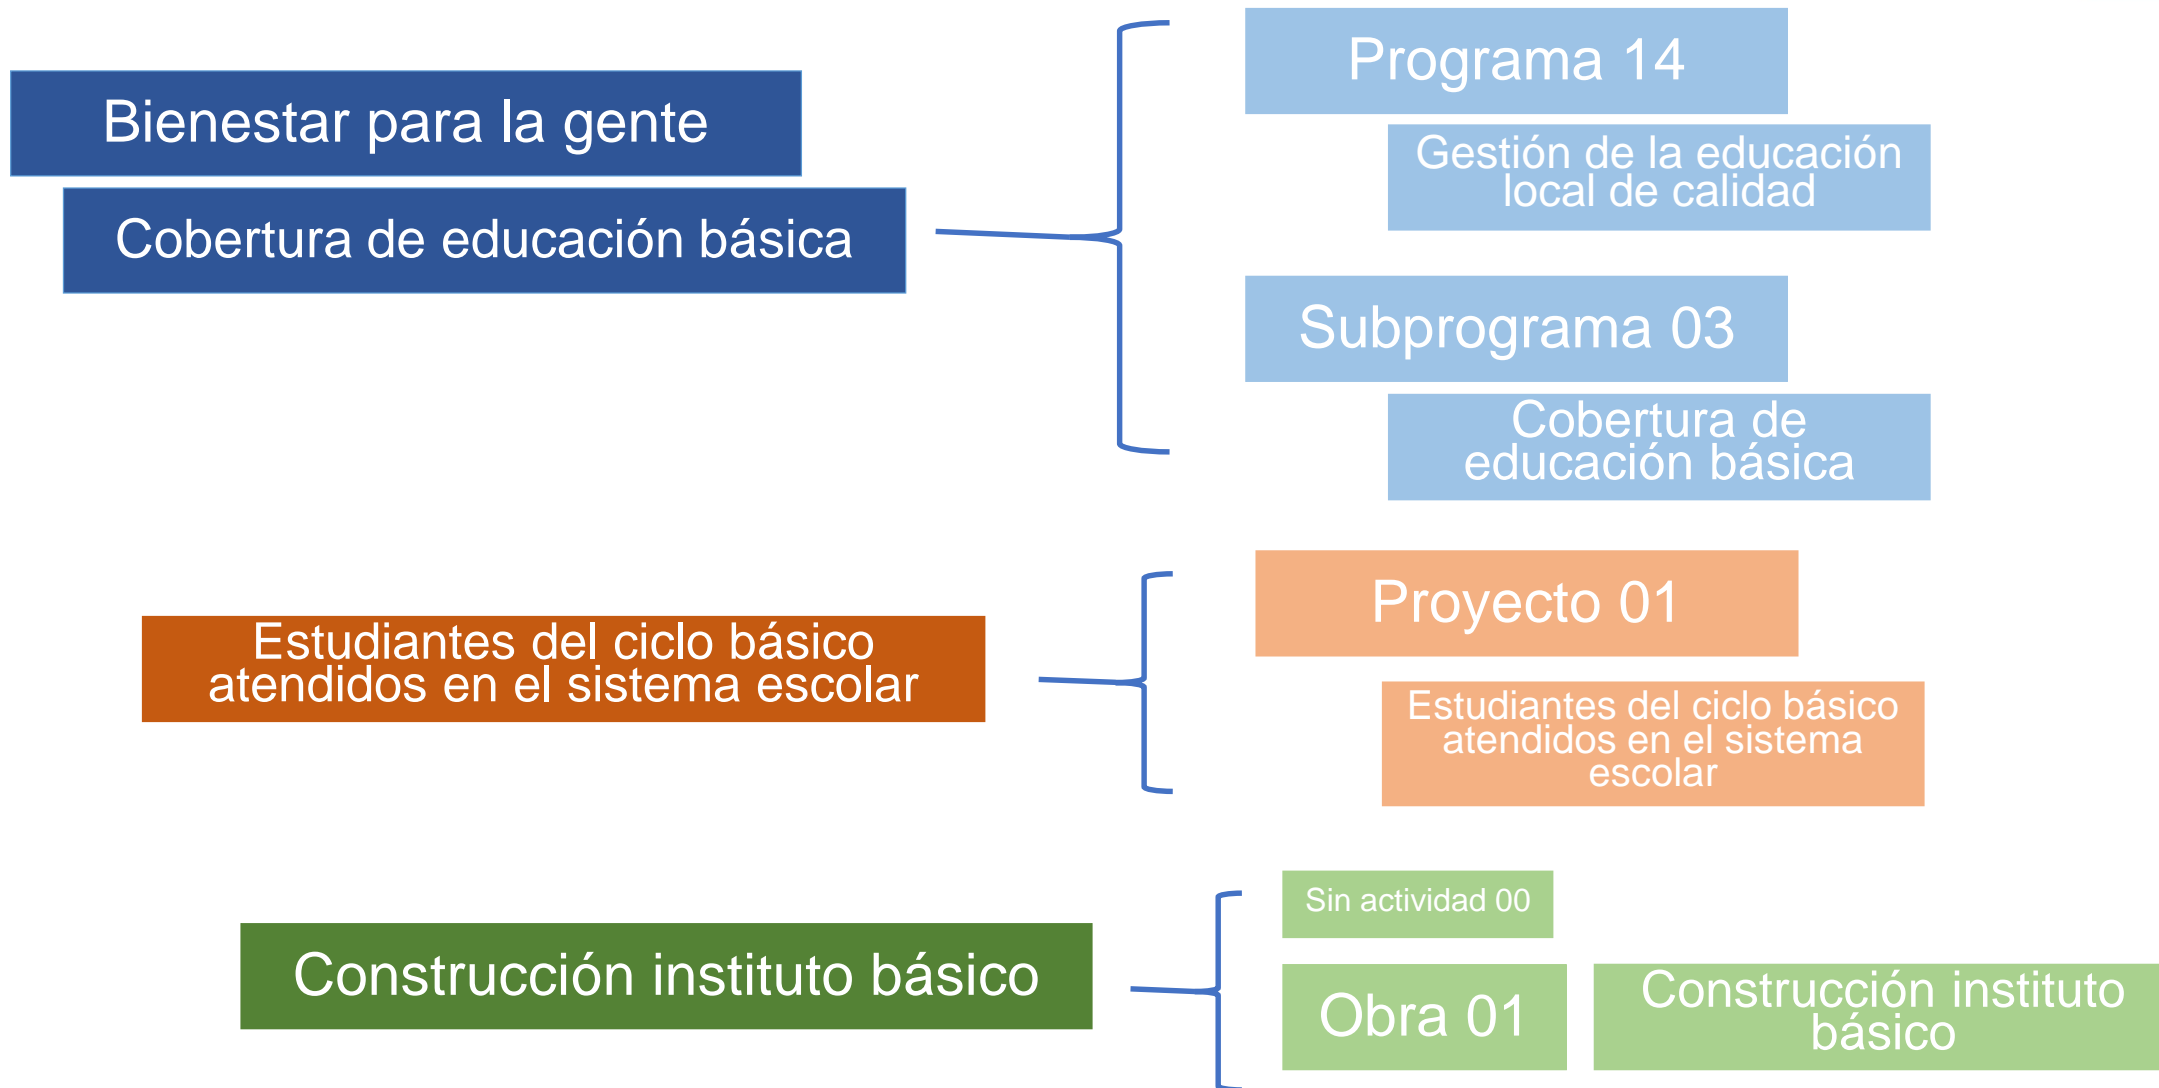 Bienestar para la gente
Cobertura de educación básica
Programa 14
Gestión de la educación
local de calidad
Subprograma 03
Cobertura de
educación básica
Estudiantes del ciclo básico
atendidos en el sistema escolar
Proyecto 01
Estudiantes del ciclo básico
atendidos en el sistema
escolar
Construcción instituto básico
Sin actividad 00
Obra 01
Construcción instituto
básico